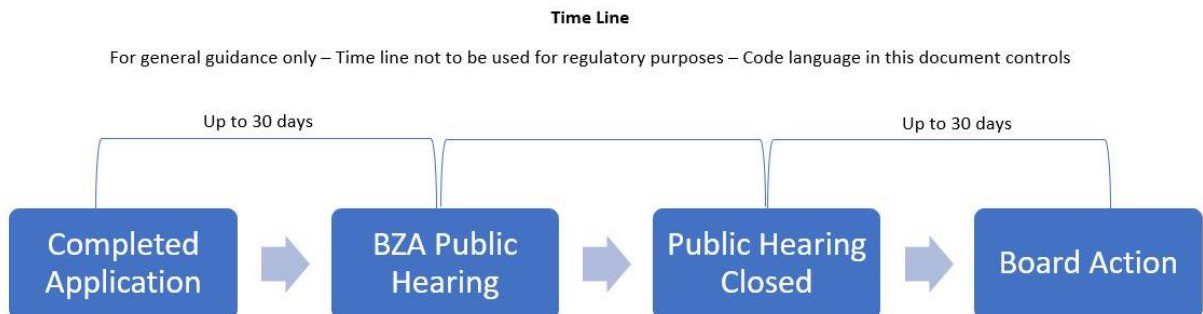 Time Line
For general guidance only – Time line not to be used for regulatory purposes – Code language in this document controls
Up to 30 days
Up to 30 days
Completed
Application
BZA Public
Hearing
Public Hearing
Closed
Board Action